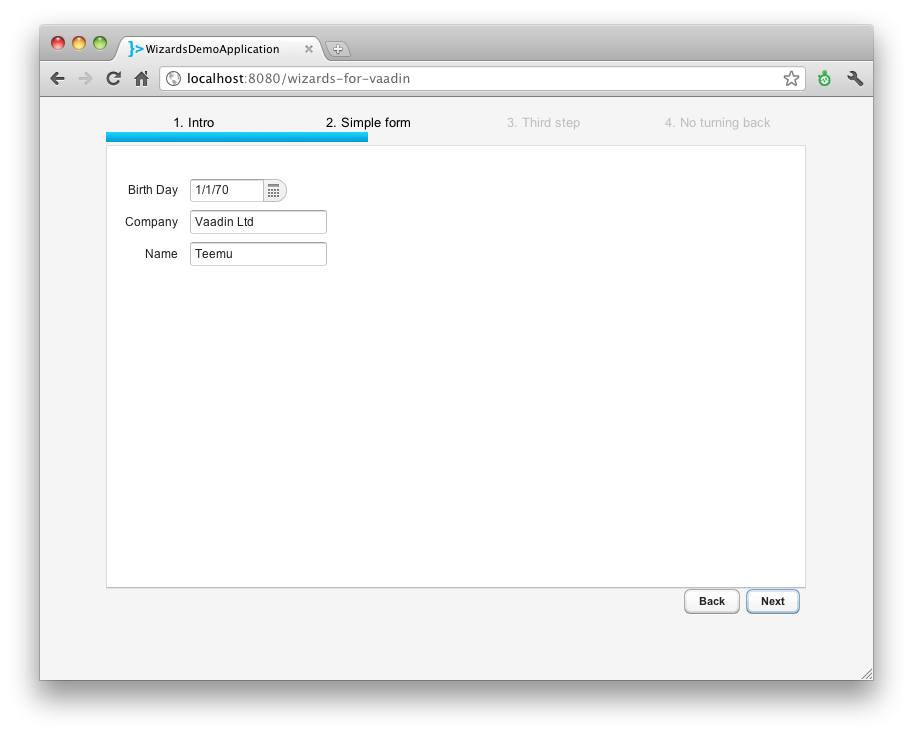 WizardsDemoApplication
localhost:8080/wizards-for-vaadin
1. Intro 2. Simple form 3. Third step 4. No turning back
Birth Day 1/1/70
Company Vaadin Ltd
Name Teemu
Back Next